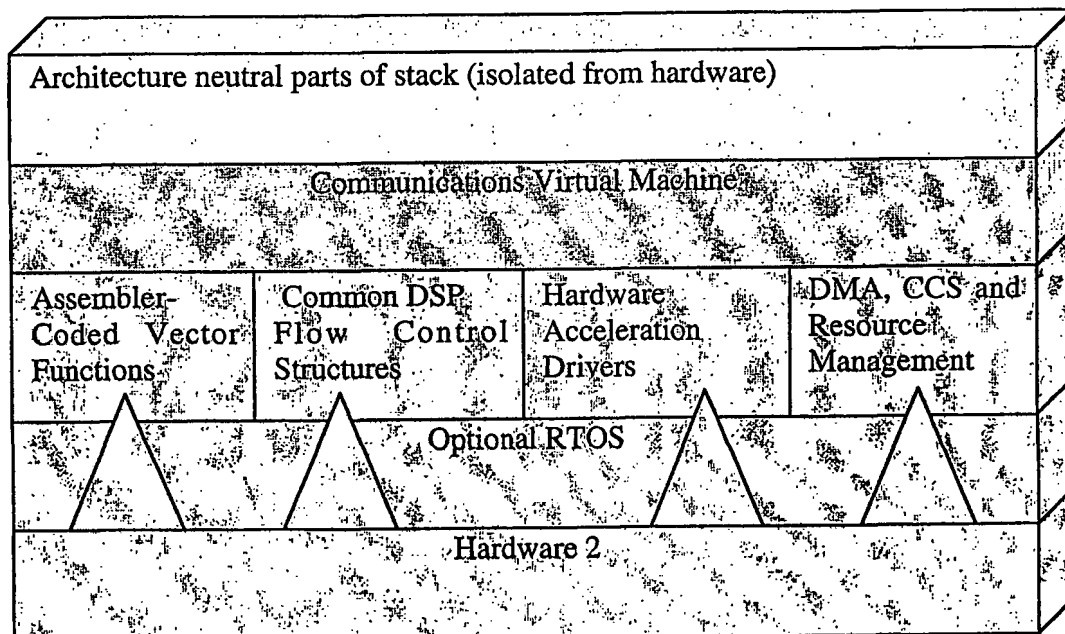 Architecture neutral parts of stack (isolated from hardware)
Communications Virtual Machine
Assembler-
Coded Vector
Functions
Common DSP
Flow Control
Structures
Hardware
Acceleration
Drivers
DMA, CCS and
Resource
Management
Optional RTOS
Hardware 2